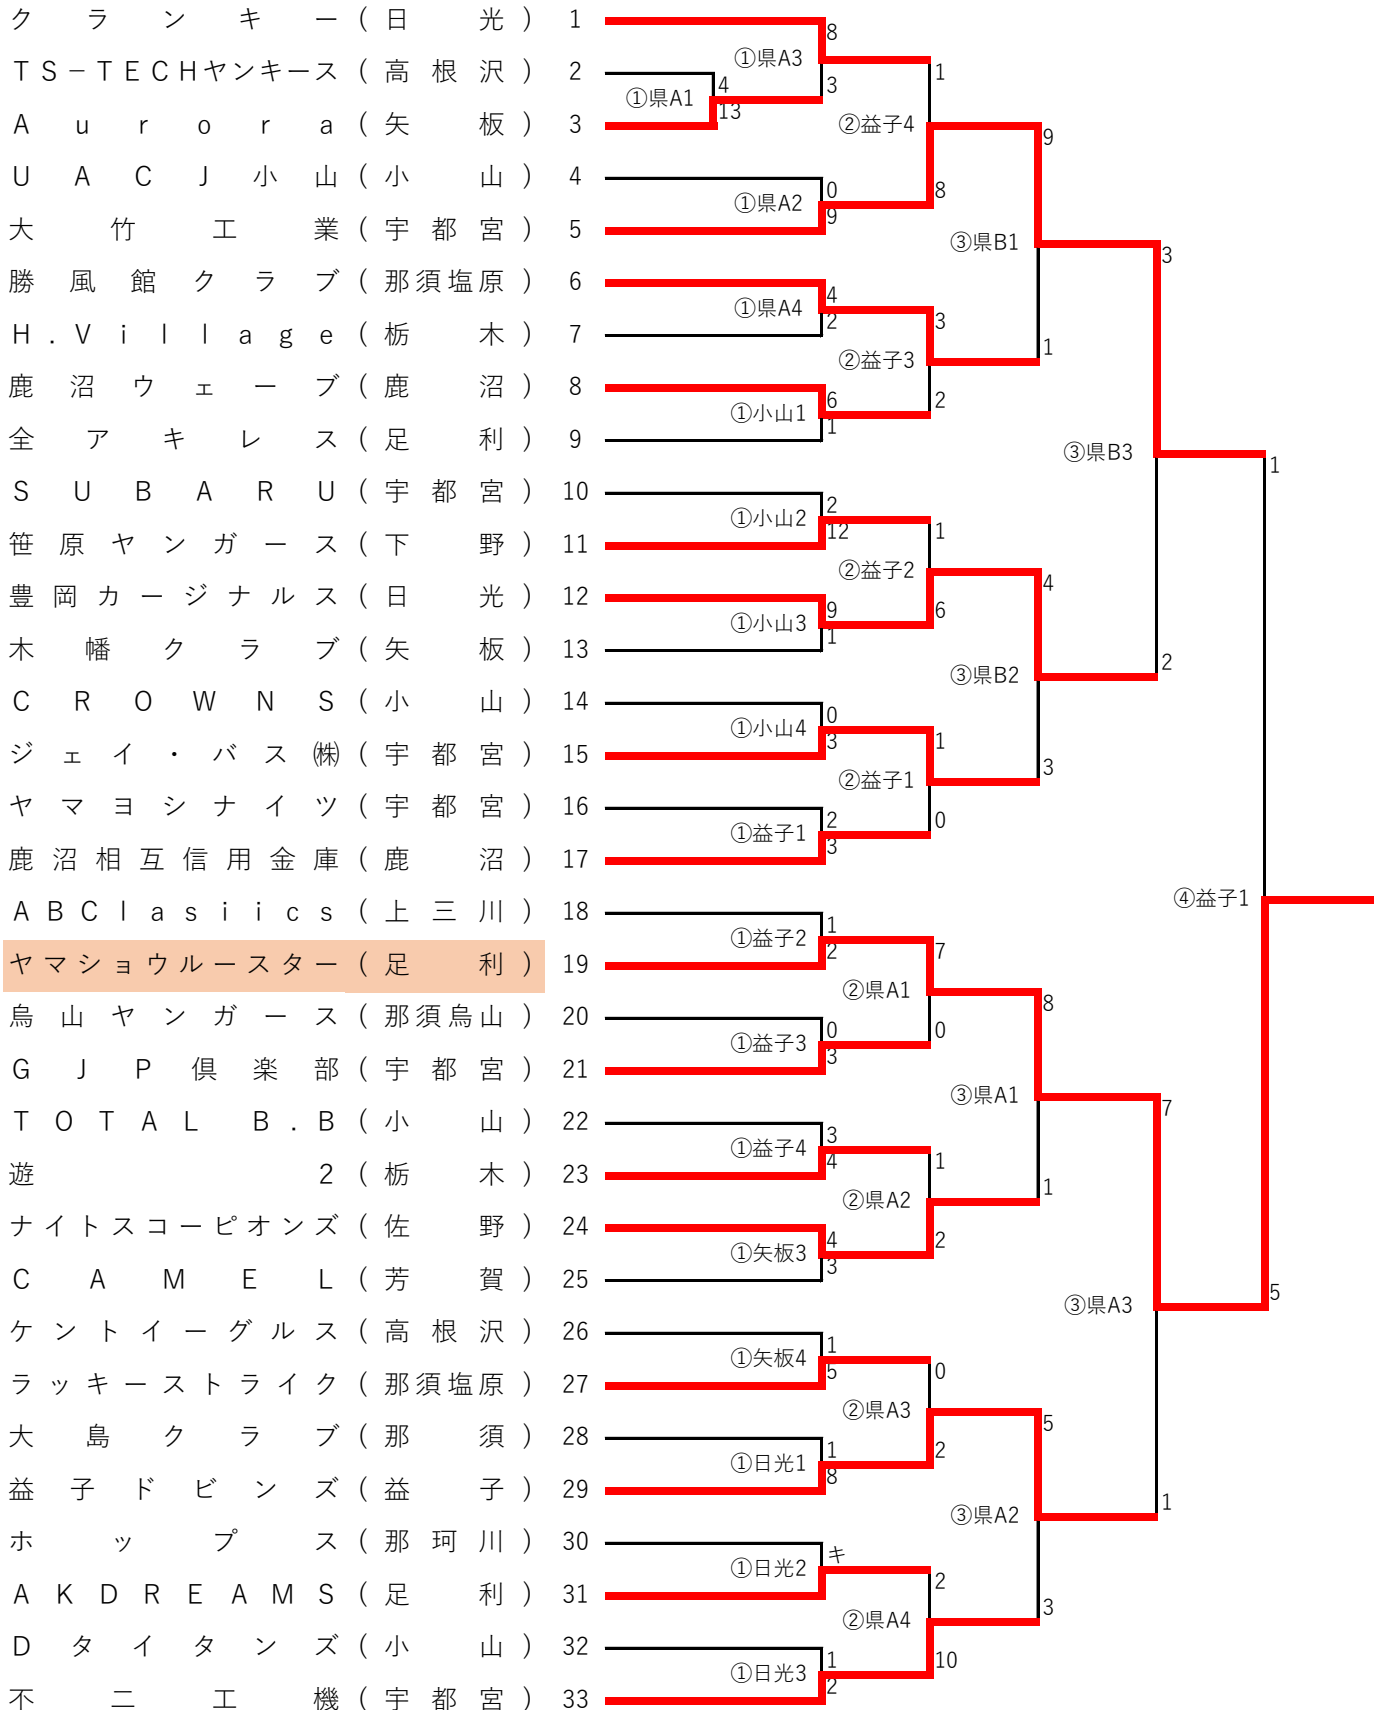 クランキー(日光) 1
TS-TECHヤンキース(高根沢) 2
Aurora(矢板) 3
UACJ小山(小山) 4
大竹工業(宇都宮) 5
勝風館クラブ(那須塩原) 6
H.Village(栃木) 7
鹿沼ウェーブ(鹿沼) 8
全アキレス(足利) 9
SUBARU(宇都宮) 10
笹原ヤンガース(下野) 11
豊岡カージナルス(日光) 12
木幡クラブ(矢板) 13
CROWNS(小山) 14
ジェイ・バス㈱(宇都宮) 15
ヤマヨシナイツ(宇都宮) 16
鹿沼相互信用金庫(鹿沼) 17
ABClasiics(上三川) 18
ヤマショウルースター(足利) 19
烏山ヤンガース(那須烏山) 20
GJP倶楽部(宇都宮) 21
TOTAL B.B(小山) 22
遊2(栃木) 23
ナイトスコーピオンズ(佐野) 24
CAMEL(芳賀) 25
ケントイーグルス(高根沢) 26
ラッキーストライク(那須塩原) 27
大島クラブ(那須) 28
益子ドビンズ(益子) 29
ホップス(那珂川) 30
AKDREAMS(足利) 31
Dタイタンズ(小山) 32
不二工機(宇都宮) 33
①県A1 4 13
①県A3 8 3
①県A2 0 9
①県A4 4 2
①小山1 6 1
①小山2 2 12
①小山3 9 1
①小山4 0 3
①益子1 2 3
①益子2 1 2
①益子3 0 3
①益子4 3 4
①矢板3 4 3
①矢板4 1 5
①日光1 1 8
①日光2 キ
①日光3 1 2
②益子4 1 8
②益子3 3 2
②益子2 1 6
②益子1 1 0
②県A1 7 0
②県A2 1 2
②県A3 0 2
②県A4 2 10
③県B1 9 1
③県B2 4 3
③県A1 8 1
③県A2 5 3
③県B3 3 2
③県A3 7 1
④益子1 1 5